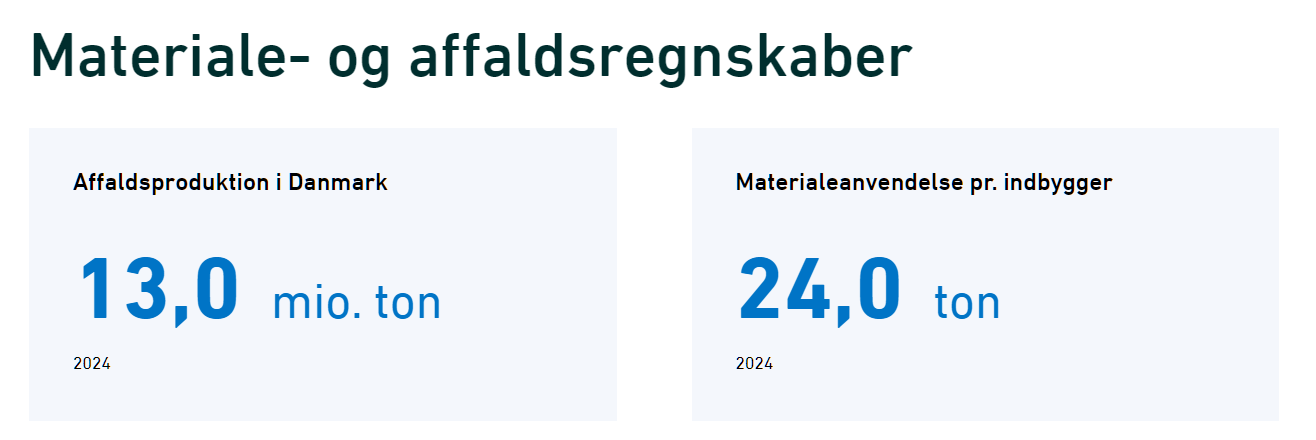 Materiale- og affaldsregnskaber
Affaldsproduktion i Danmark
13,0 mio. ton
2024
Materialeanvendelse pr. indbygger
24,0 ton
2024